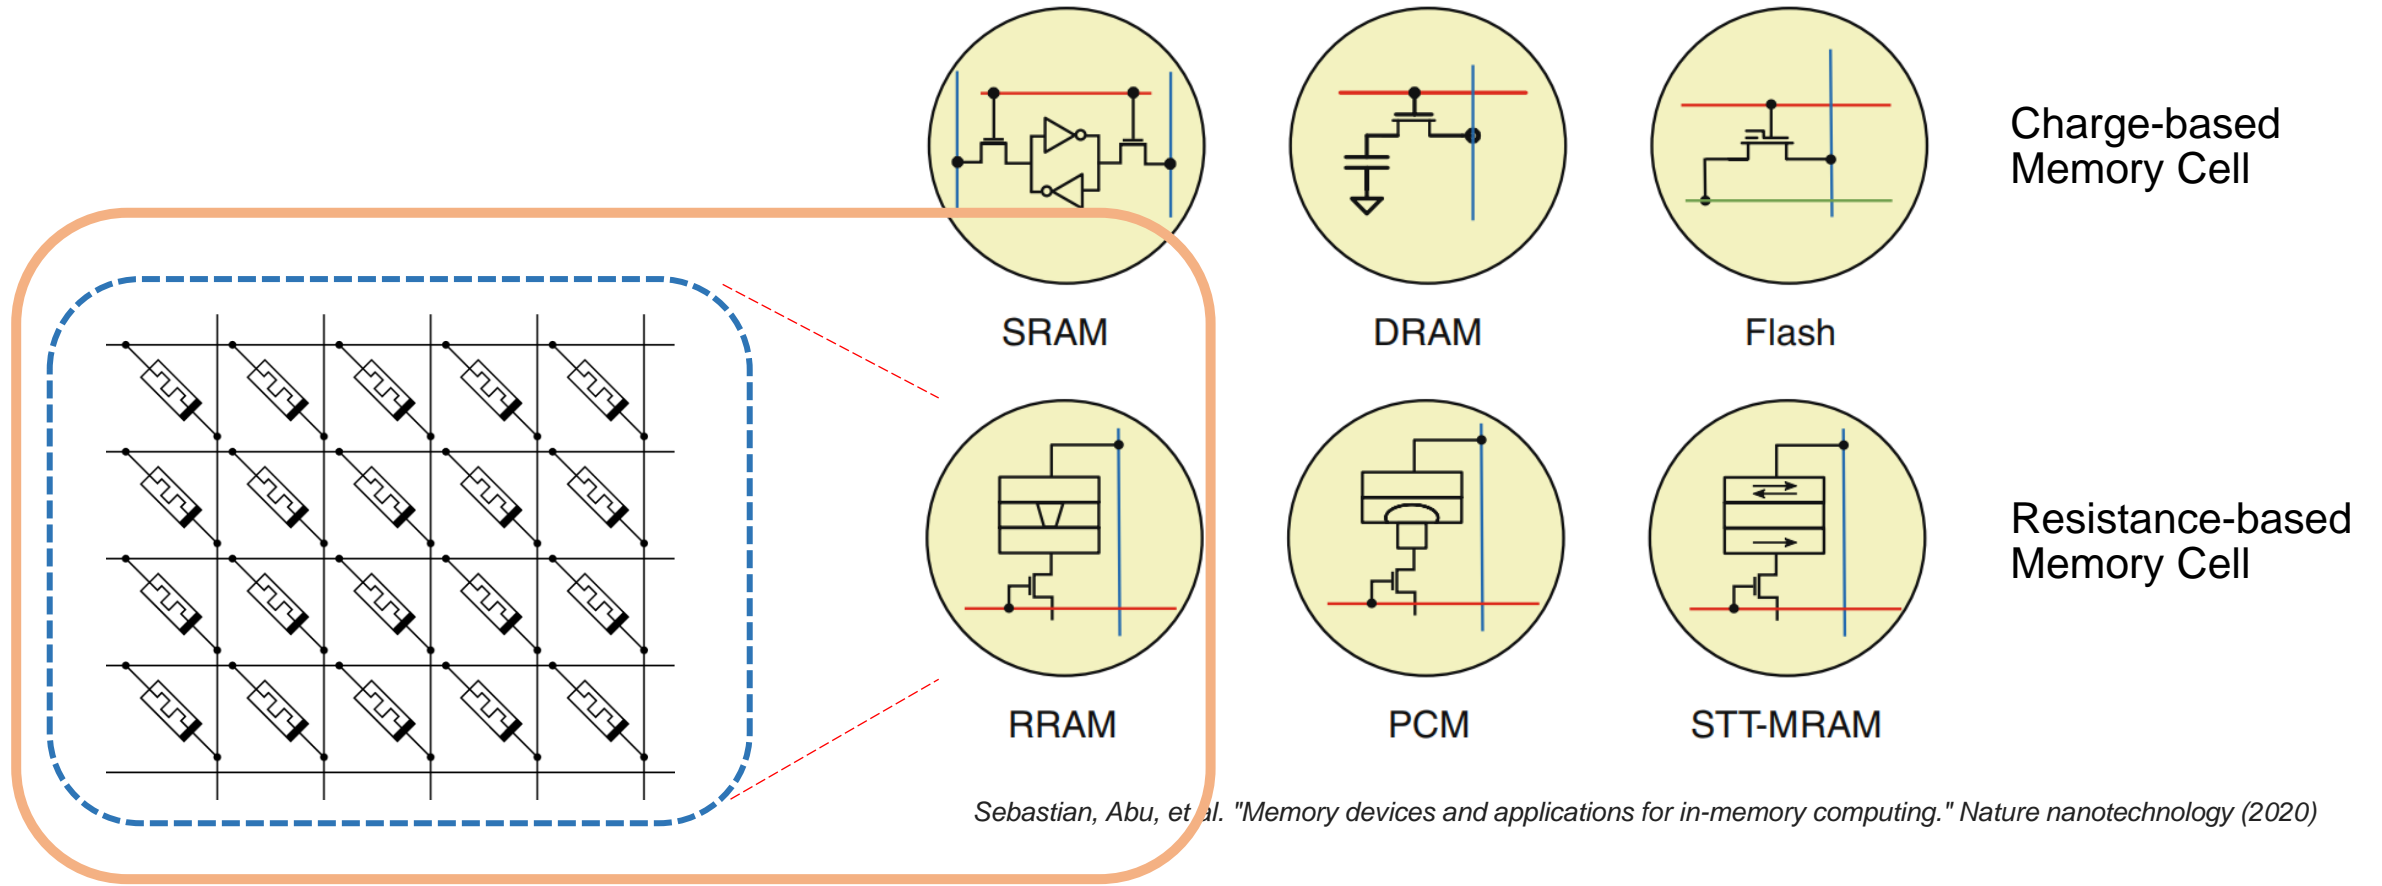 Charge-based
Memory Cell
SRAM
DRAM
Flash
Resistance-based
Memory Cell
RRAM
PCM
STT-MRAM
Sebastian, Abu, et al. "Memory devices and applications for in-memory computing." Nature nanotechnology (2020)